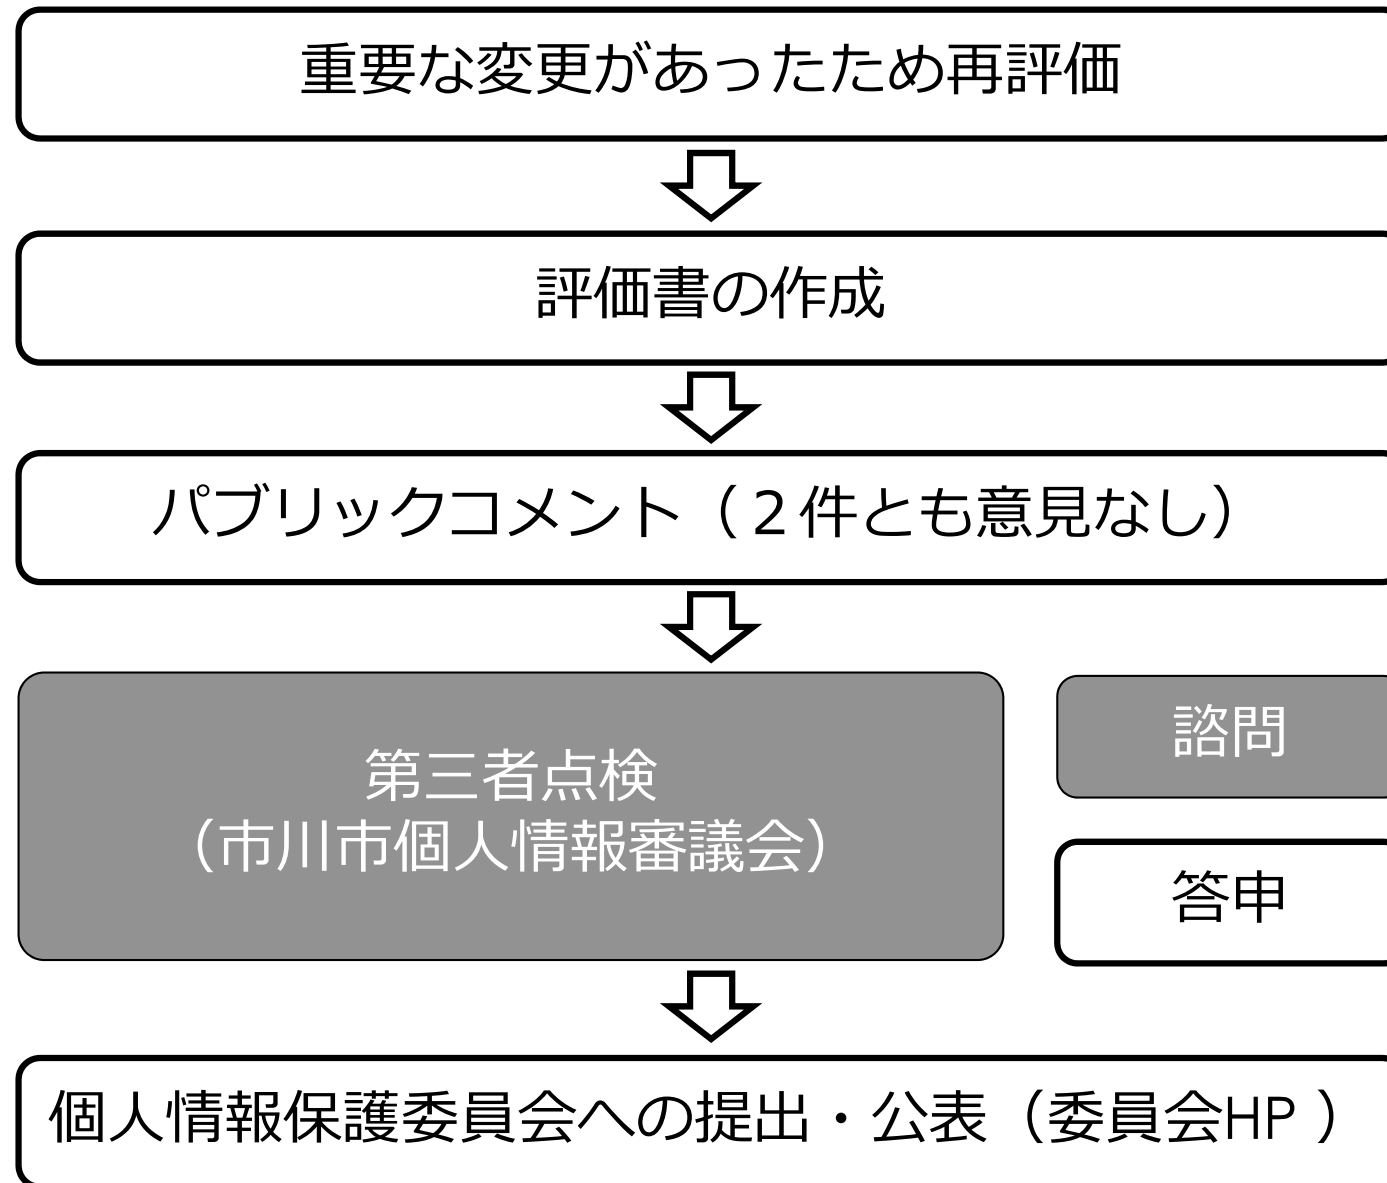 重要な変更があったため再評価
評価書の作成
パブリックコメント（２件とも意見なし）
第三者点検
（市川市個人情報審議会）
諮問
答申
個人情報保護委員会への提出・公表（委員会HP ）